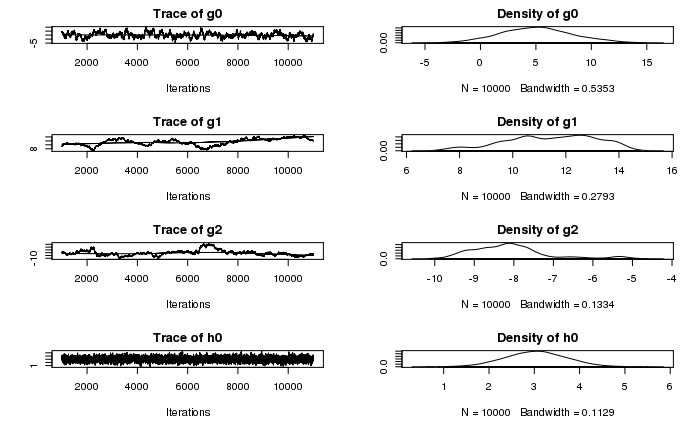 Trace of g0
-5
2000 4000 6000 8000 10000
Iterations
Density of g0
0.00
-5 0 5 10 15
N = 10000 Bandwidth = 0.5353
Trace of g1
8
2000 4000 6000 8000 10000
Iterations
Density of g1
0.00
6 8 10 12 14 16
N = 10000 Bandwidth = 0.2793
Trace of g2
-10
2000 4000 6000 8000 10000
Iterations
Density of g2
0.0
-10 -9 -8 -7 -6 -5 -4
N = 10000 Bandwidth = 0.1334
Trace of h0
1
2000 4000 6000 8000 10000
Iterations
Density of h0
0.0
1 2 3 4 5 6
N = 10000 Bandwidth = 0.1129